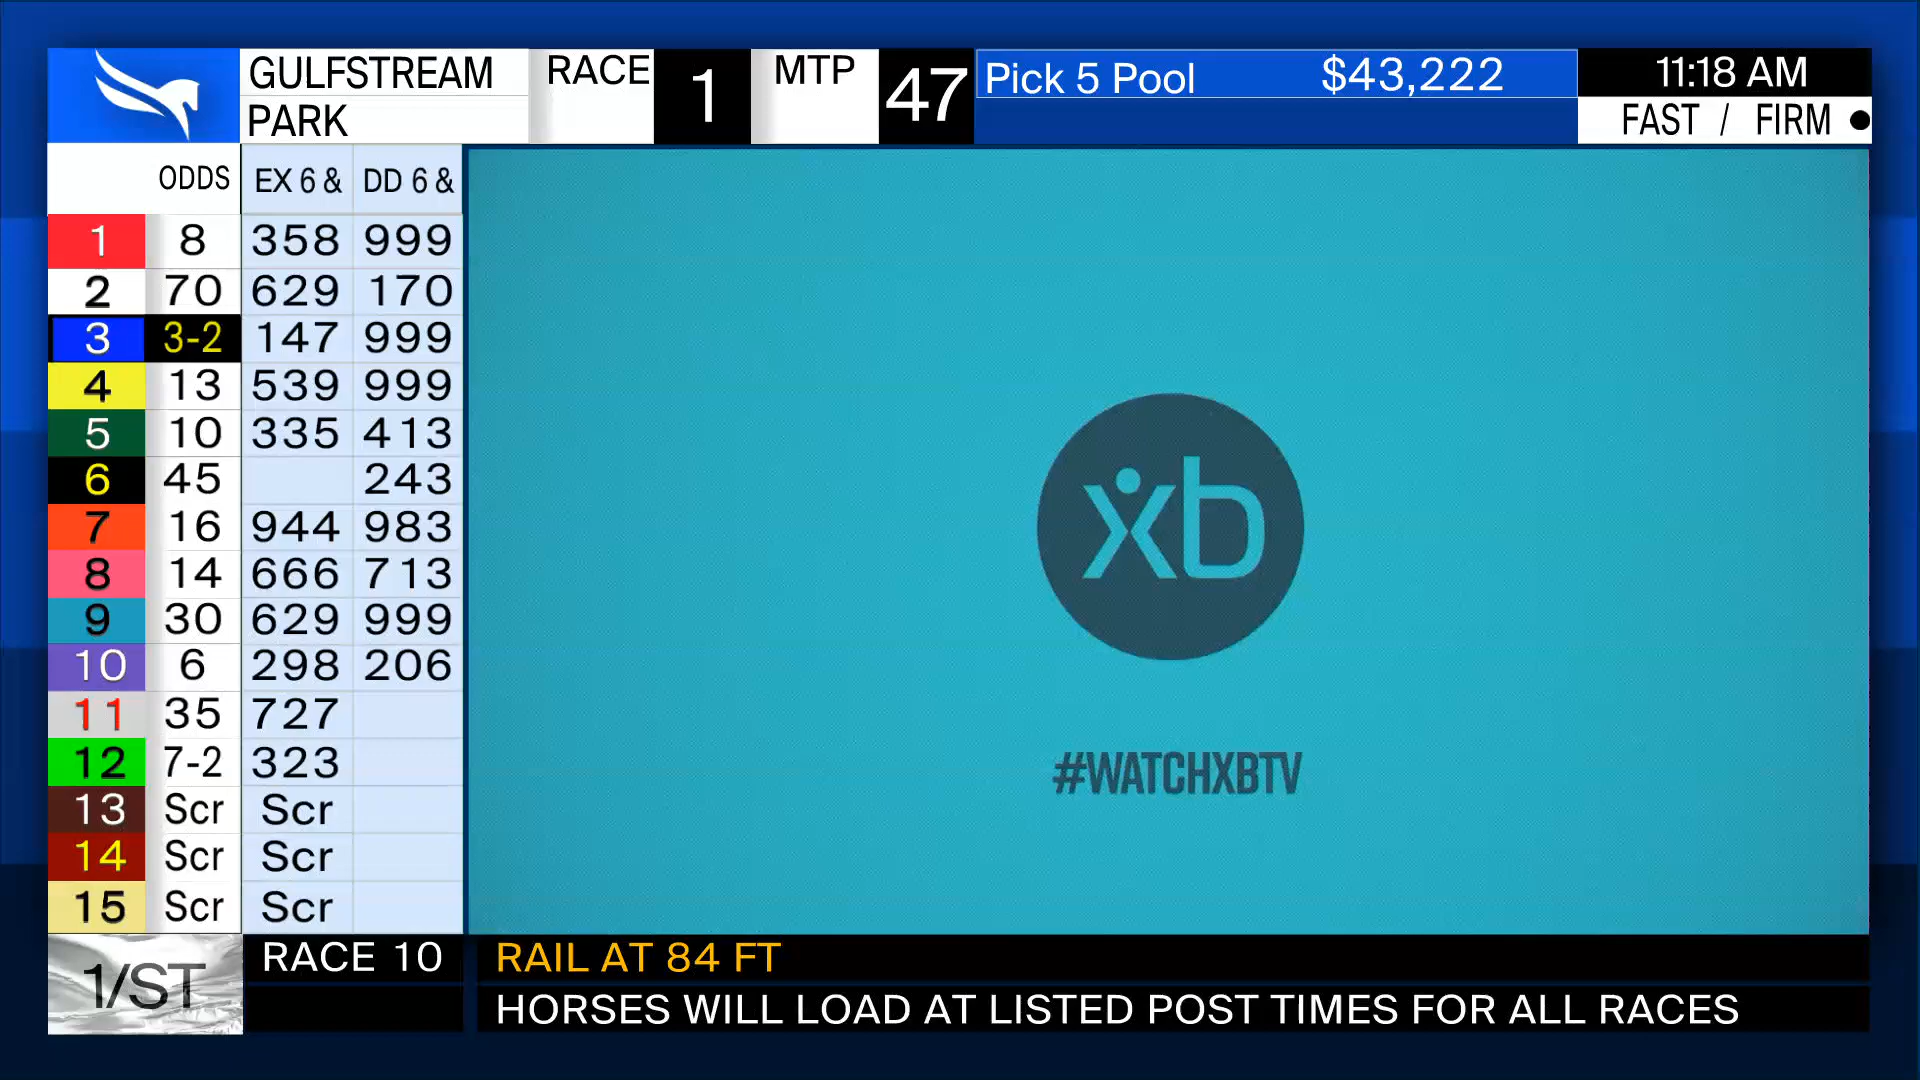 GULFSTREAM PARK RACE 1 MTP 47 Pick 5 Pool $43,222 11:18 AM
FAST / FIRM
ODDS EX 6 & DD 6 &
1 8 358 999
2 70 629 170
3 3-2 147 999
4 13 539 999
5 10 335 413
6 45 243
7 16 944 983
8 14 666 713
9 30 629 999
10 6 298 206
11 35 727
12 7-2 323
13 Scr Scr
14 Scr Scr
15 Scr Scr
xb
#WATCHXBTV
1/ST RACE 10 RAIL AT 84 FT
HORSES WILL LOAD AT LISTED POST TIMES FOR ALL RACES